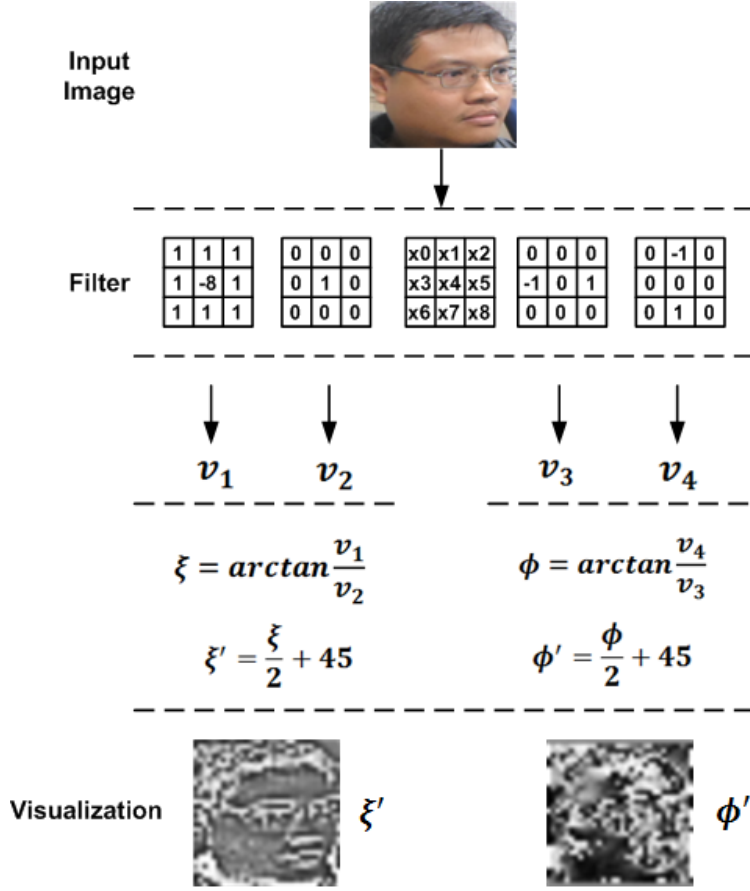 Input
Image
Filter
1 1 1 0 0 0 x0 x1 x2 0 0 0 0 -1 0
1 -8 1 0 1 0 x3 x4 x5 -1 0 1 0 0 0
1 1 1 0 0 0 x6 x7 x8 0 0 0 0 1 0
v₁ v₂ v₃ v₄
ξ = arctan v₁/v₂ ϕ = arctan v₄/v₃
ξ′ = ξ/2 + 45 ϕ′ = ϕ/2 + 45
Visualization ξ′ ϕ′